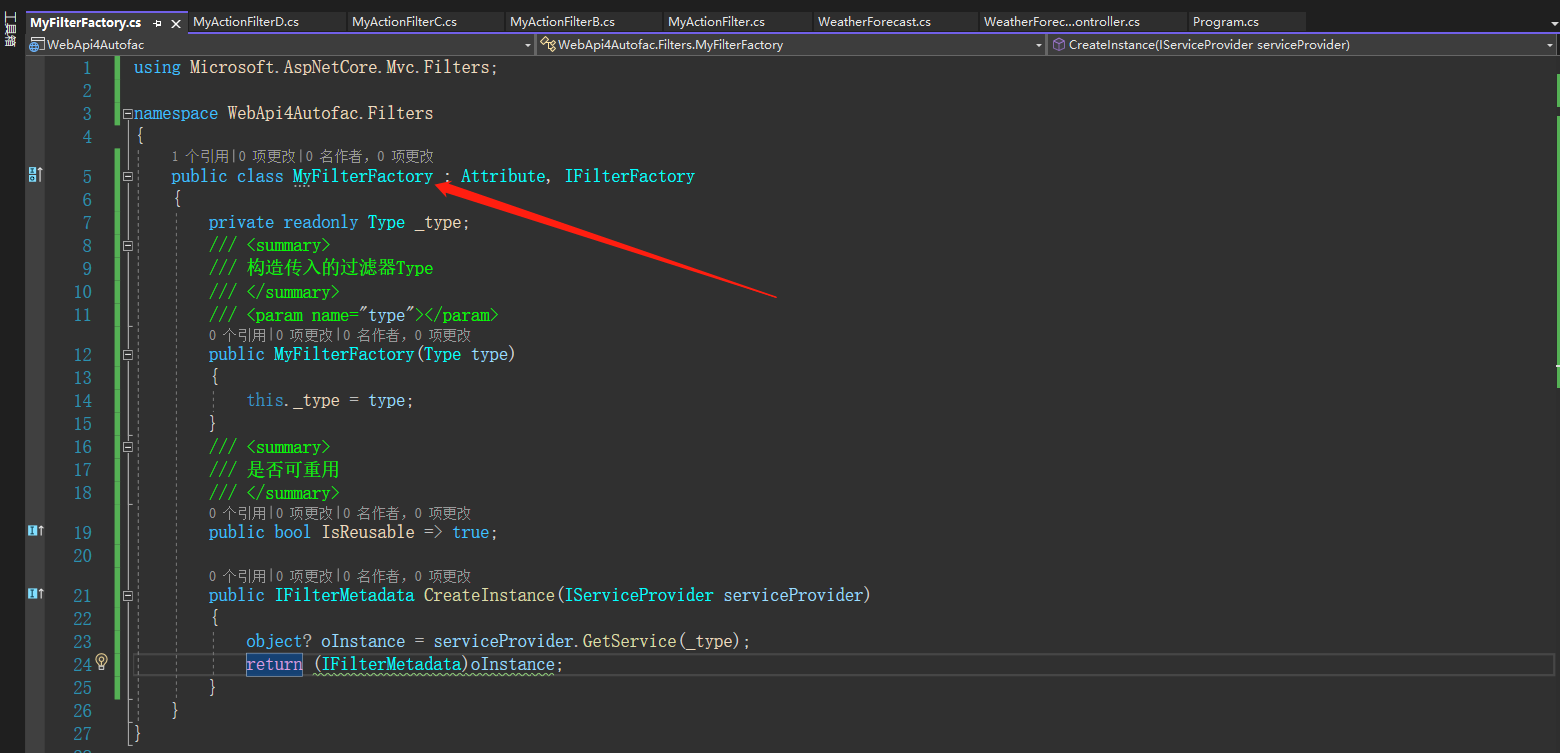 工具箱
MyFilterFactory.cs MyActionFilterD.cs MyActionFilterC.cs MyActionFilterB.cs MyActionFilter.cs WeatherForecast.cs WeatherForec...ontroller.cs Program.cs
WebApi4Autofac WebApi4Autofac.Filters.MyFilterFactory CreateInstance(IServiceProvider serviceProvider)
1 using Microsoft.AspNetCore.Mvc.Filters;
2
3 namespace WebApi4Autofac.Filters
4 {
1 个引用|0 项更改|0 名作者, 0 项更改
5 public class MyFilterFactory : Attribute, IFilterFactory
6 {
7 private readonly Type _type;
8 /// <summary>
9 /// 构造传入的过滤器Type
10 /// </summary>
11 /// <param name="type"></param>
0 个引用|0 项更改|0 名作者, 0 项更改
12 public MyFilterFactory(Type type)
13 {
14 this._type = type;
15 }
16 /// <summary>
17 /// 是否可重用
18 /// </summary>
0 个引用|0 项更改|0 名作者, 0 项更改
19 public bool IsReusable => true;
20
0 个引用|0 项更改|0 名作者, 0 项更改
21 public IFilterMetadata CreateInstance(IServiceProvider serviceProvider)
22 {
23 object? oInstance = serviceProvider.GetService(_type);
24 return (IFilterMetadata)oInstance;
25 }
26 }
27 }